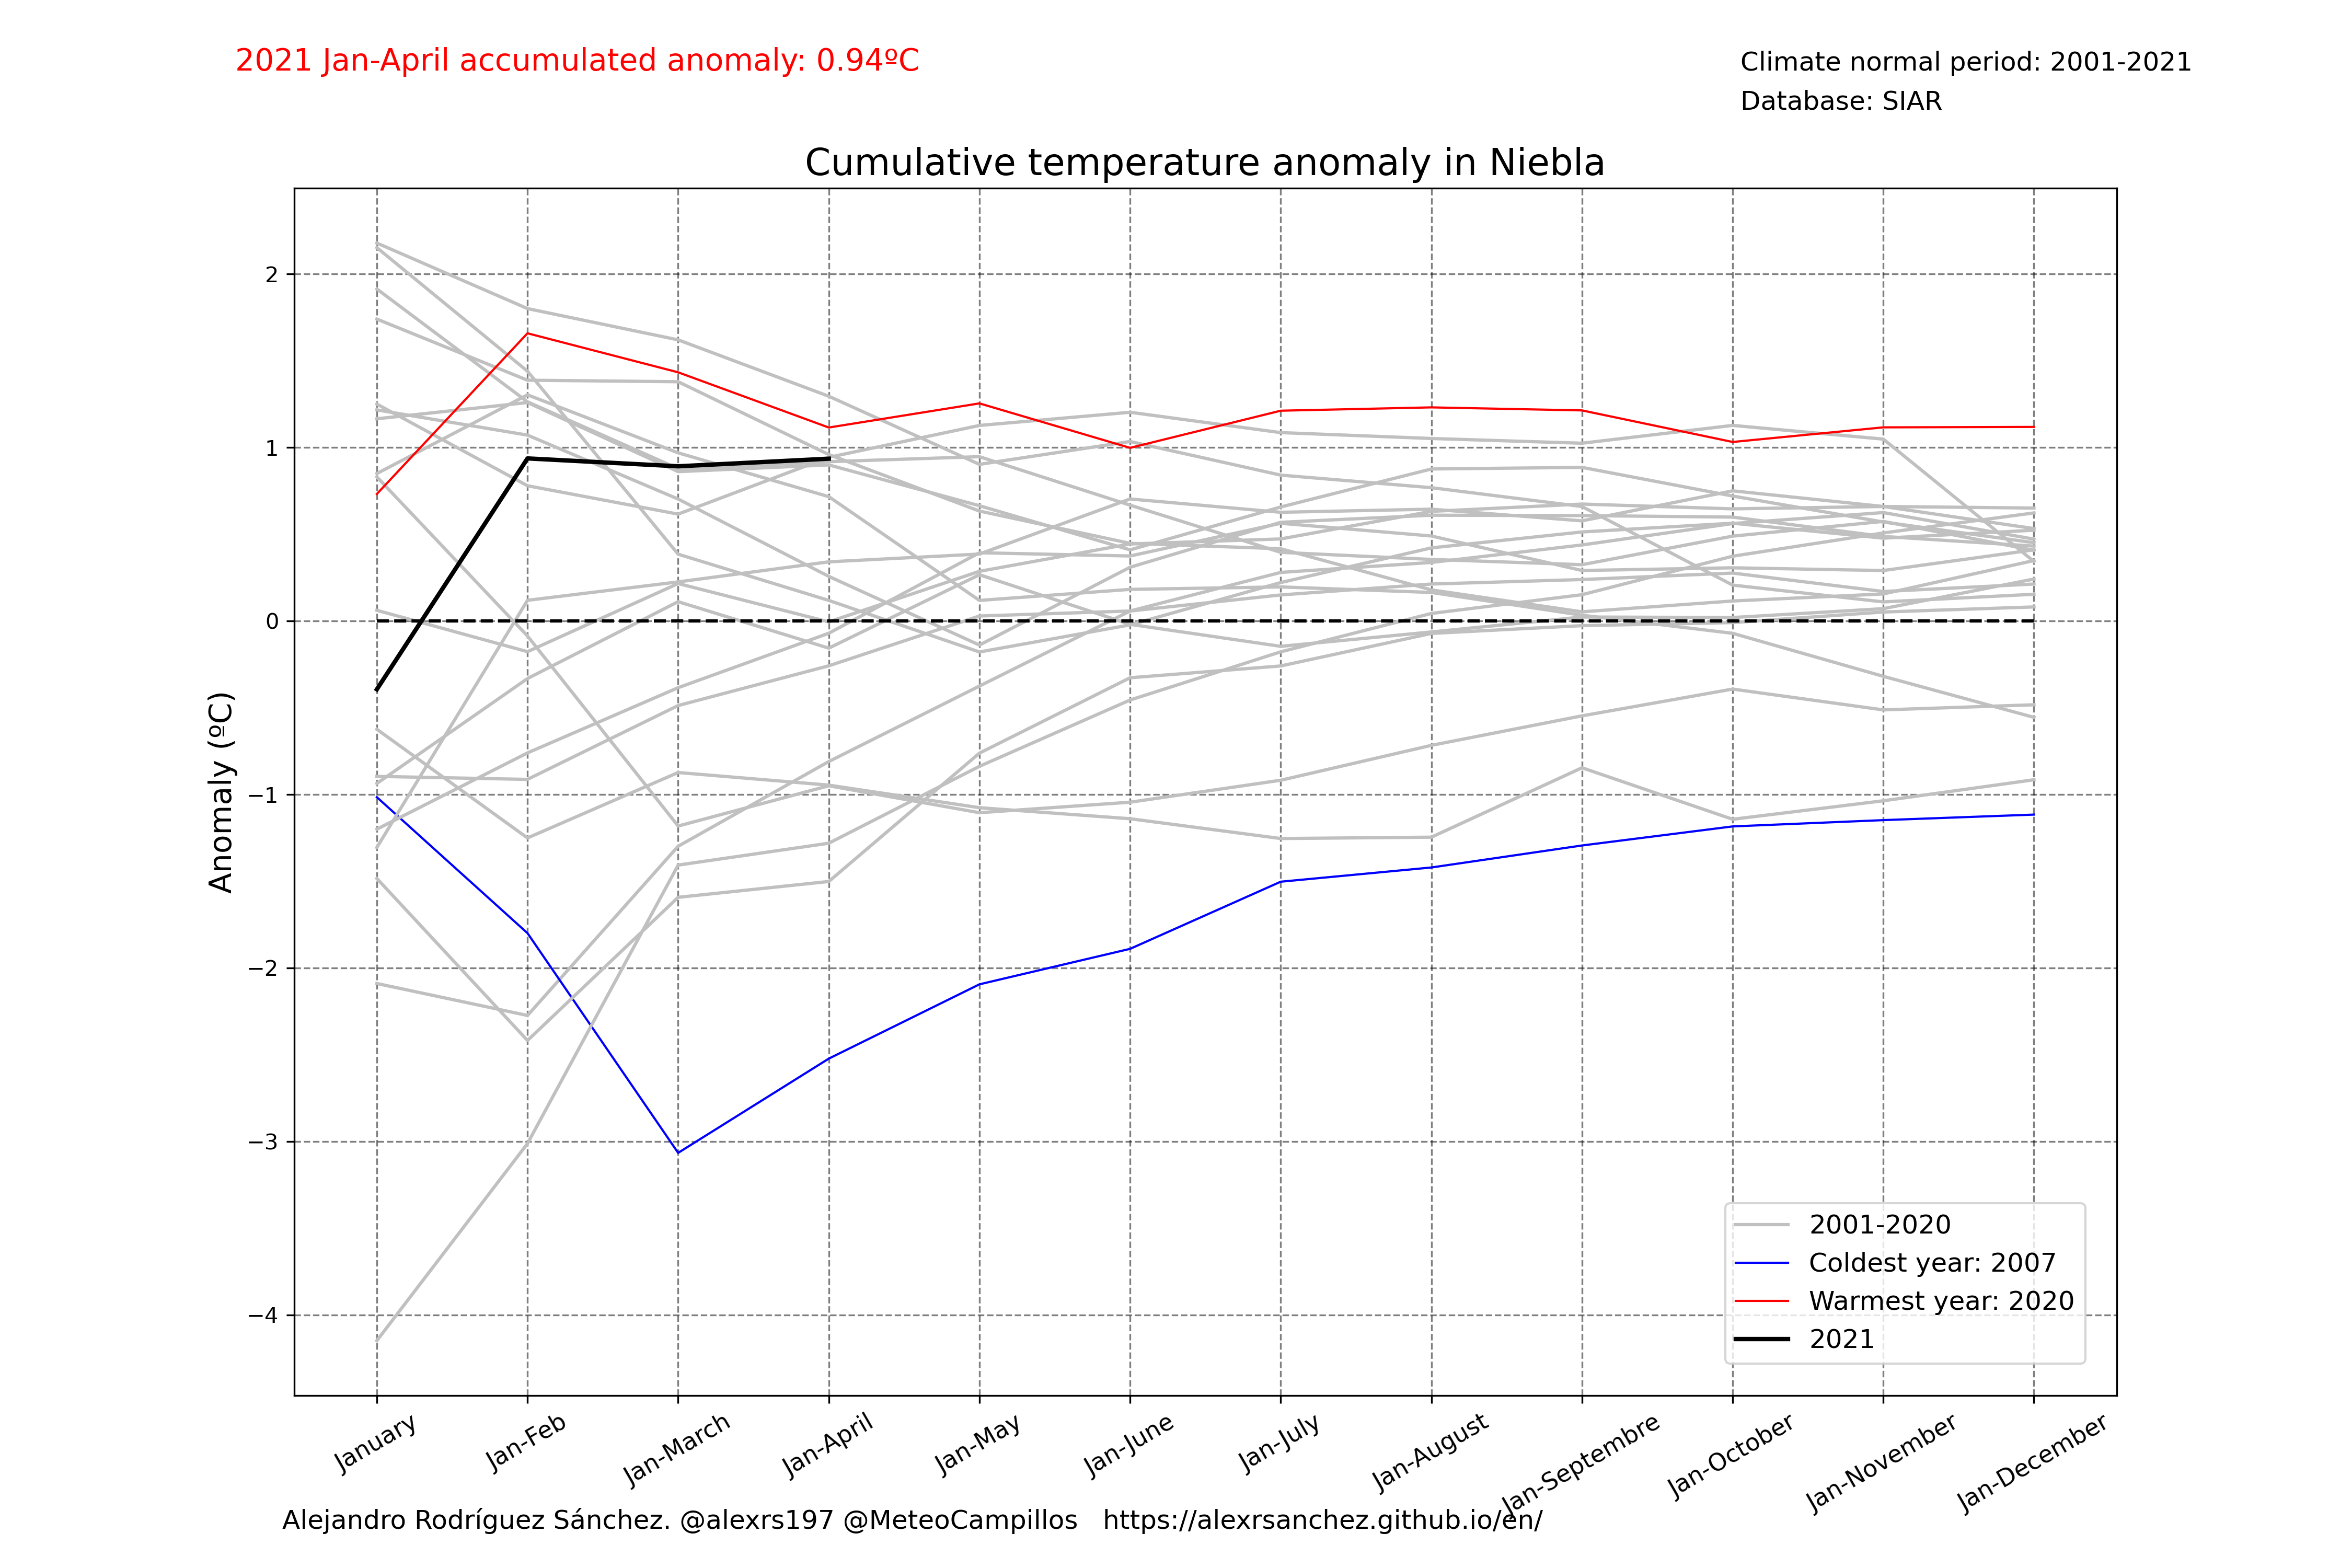 2021 Jan-April accumulated anomaly: 0.94ºC
Climate normal period: 2001-2021
Database: SIAR
Cumulative temperature anomaly in Niebla
Anomaly (ºC)
2
1
0
−1
−2
−3
−4
2001-2020
Coldest year: 2007
Warmest year: 2020
2021
January
Jan-Feb
Jan-March
Jan-April
Jan-May
Jan-June
Jan-July
Jan-August
Jan-Septembre
Jan-October
Jan-November
Jan-December
Alejandro Rodríguez Sánchez. @alexrs197 @MeteoCampillos https://alexrsanchez.github.io/en/